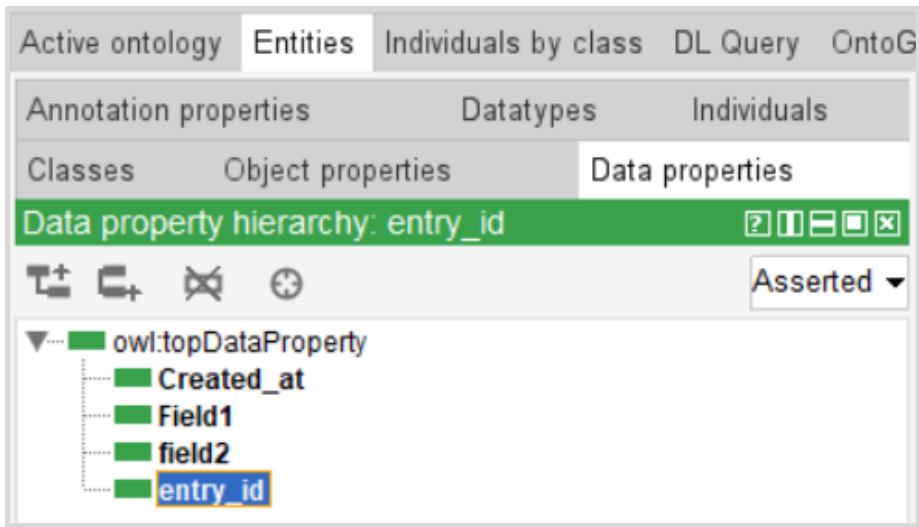 Active ontology Entities Individuals by class DL Query OntoG
Annotation properties Datatypes Individuals
Classes Object properties Data properties
Data property hierarchy: entry_id
Asserted
owl:topDataProperty
Created_at
Field1
field2
entry_id